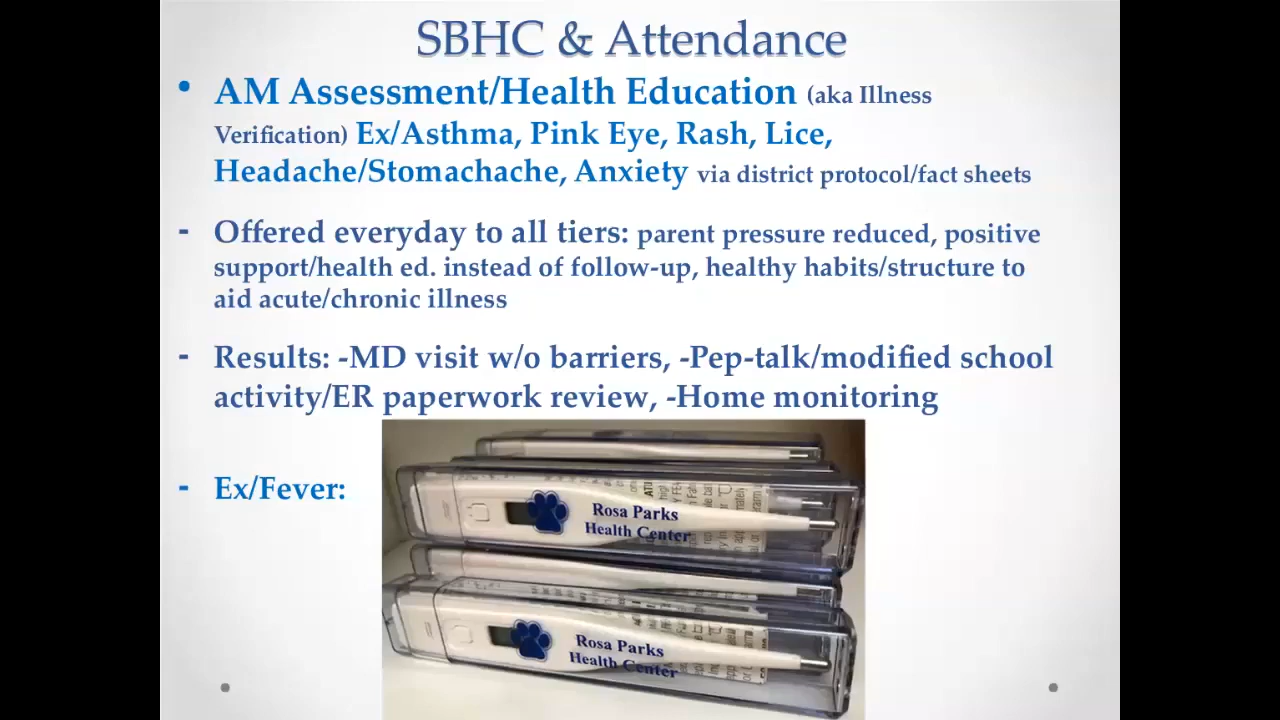 SBHC & Attendance
• AM Assessment/Health Education (aka Illness
Verification) Ex/Asthma, Pink Eye, Rash, Lice,
Headache/Stomachache, Anxiety via district protocol/fact sheets
- Offered everyday to all tiers: parent pressure reduced, positive
support/health ed. instead of follow-up, healthy habits/structure to
aid acute/chronic illness
- Results: -MD visit w/o barriers, -Pep-talk/modified school
activity/ER paperwork review, -Home monitoring
- Ex/Fever:
Rosa Parks
Health Center
Rosa Parks
Health Center